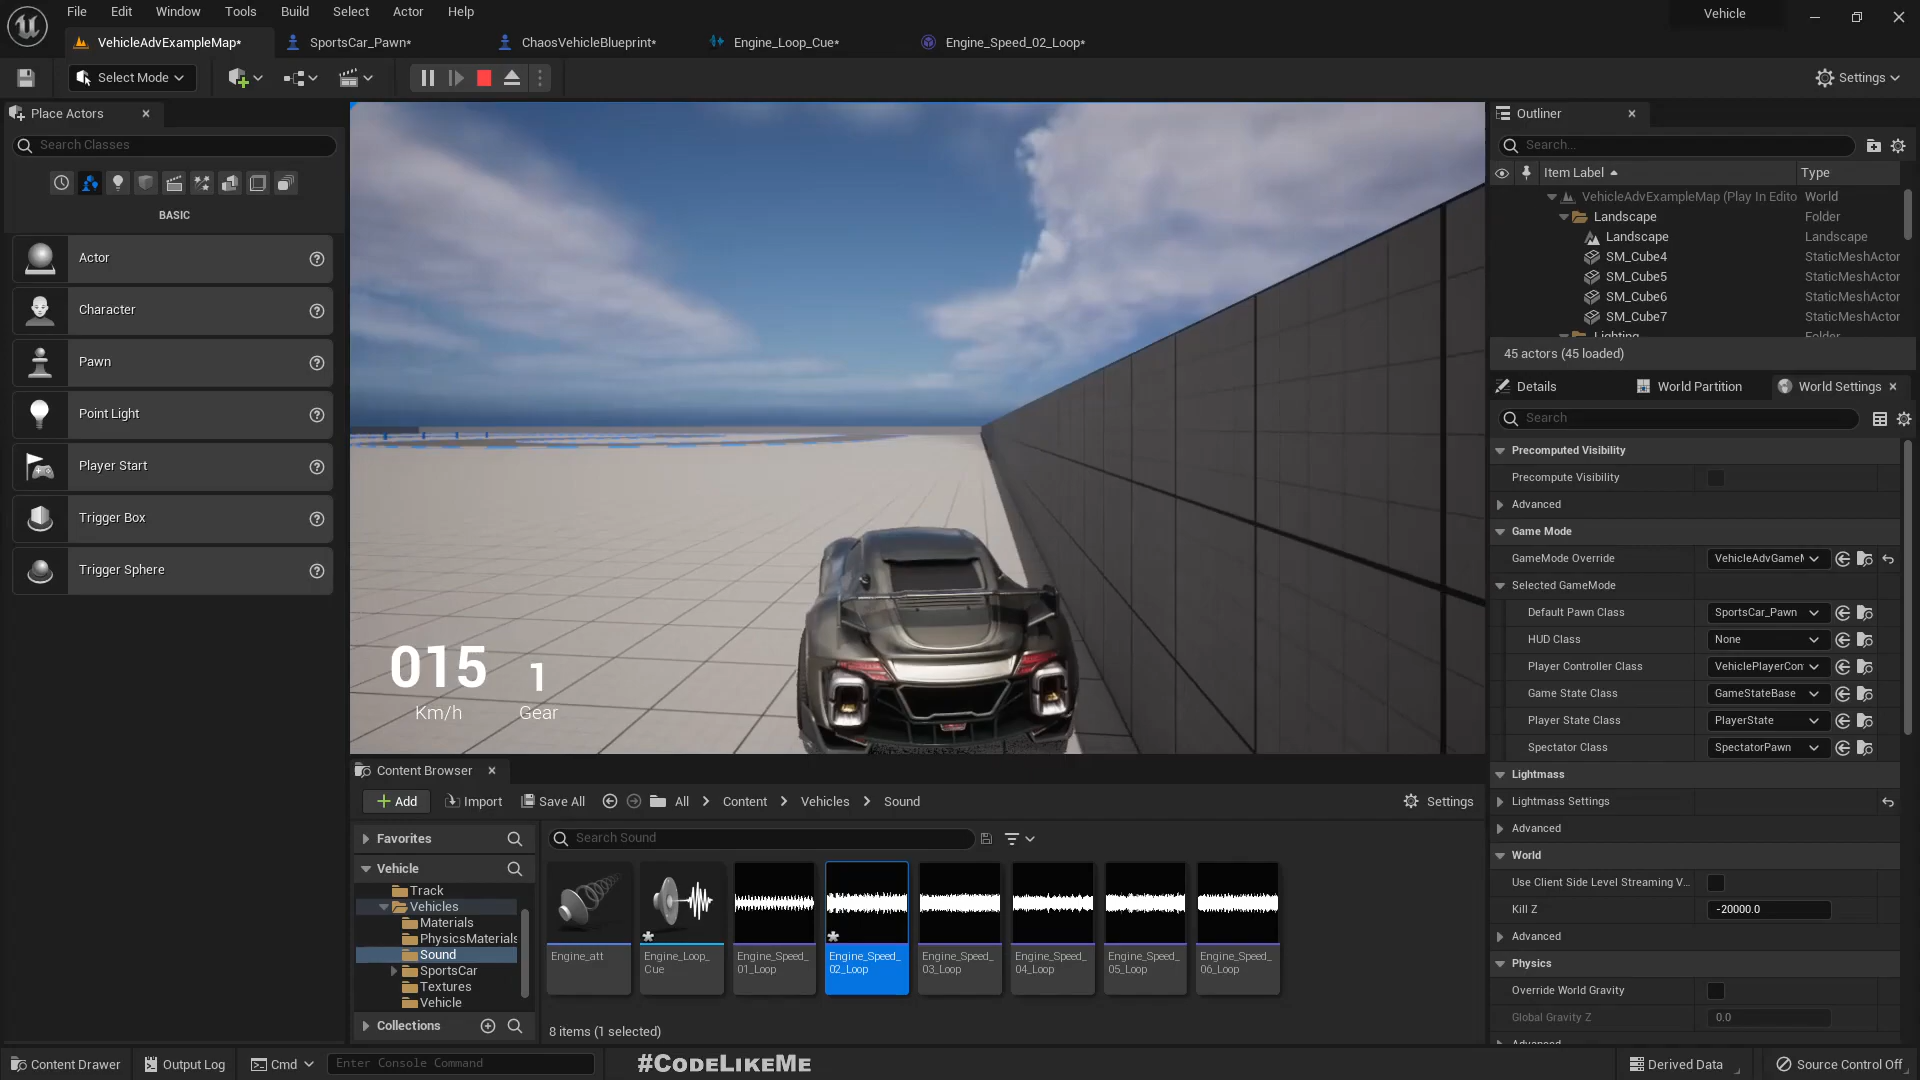 File Edit Window Tools Build Select Actor Help
Vehicle
VehicleAdvExampleMap*
SportsCar_Pawn*
ChaosVehicleBlueprint*
Engine_Loop_Cue*
Engine_Speed_02_Loop*
Select Mode
Settings
Place Actors
Search Classes
BASIC
Actor
Character
Pawn
Point Light
Player Start
Trigger Box
Trigger Sphere
015 1
Km/h Gear
Outliner
Search...
Item Label Type
VehicleAdvExampleMap (Play In Edito World
Landscape Folder
Landscape Landscape
SM_Cube4 StaticMeshActor
SM_Cube5 StaticMeshActor
SM_Cube6 StaticMeshActor
SM_Cube7 StaticMeshActor
Lighting Folder
45 actors (45 loaded)
Details World Partition World Settings
Search
Precomputed Visibility
Precompute Visibility
Advanced
Game Mode
GameMode Override VehicleAdvGameM
Selected GameMode
Default Pawn Class SportsCar_Pawn
HUD Class None
Player Controller Class VehiclePlayerCon
Game State Class GameStateBase
Player State Class PlayerState
Spectator Class SpectatorPawn
Lightmass
Lightmass Settings
Advanced
World
Use Client Side Level Streaming V...
Kill Z -20000.0
Advanced
Physics
Override World Gravity
Global Gravity Z 0.0
Advanced
Content Browser
Add Import Save All All Content Vehicles Sound Settings
Favorites
Search Sound
Vehicle
Track
Vehicles
Materials
PhysicsMaterials
Sound
SportsCar
Textures
Vehicle
Collections
Engine_att
Engine_Loop_
Cue
Engine_Speed_
01_Loop
Engine_Speed_
02_Loop
Engine_Speed_
03_Loop
Engine_Speed_
04_Loop
Engine_Speed_
05_Loop
Engine_Speed_
06_Loop
8 items (1 selected)
Content Drawer Output Log Cmd Enter Console Command
#CodeLikeMe
Derived Data Source Control Off